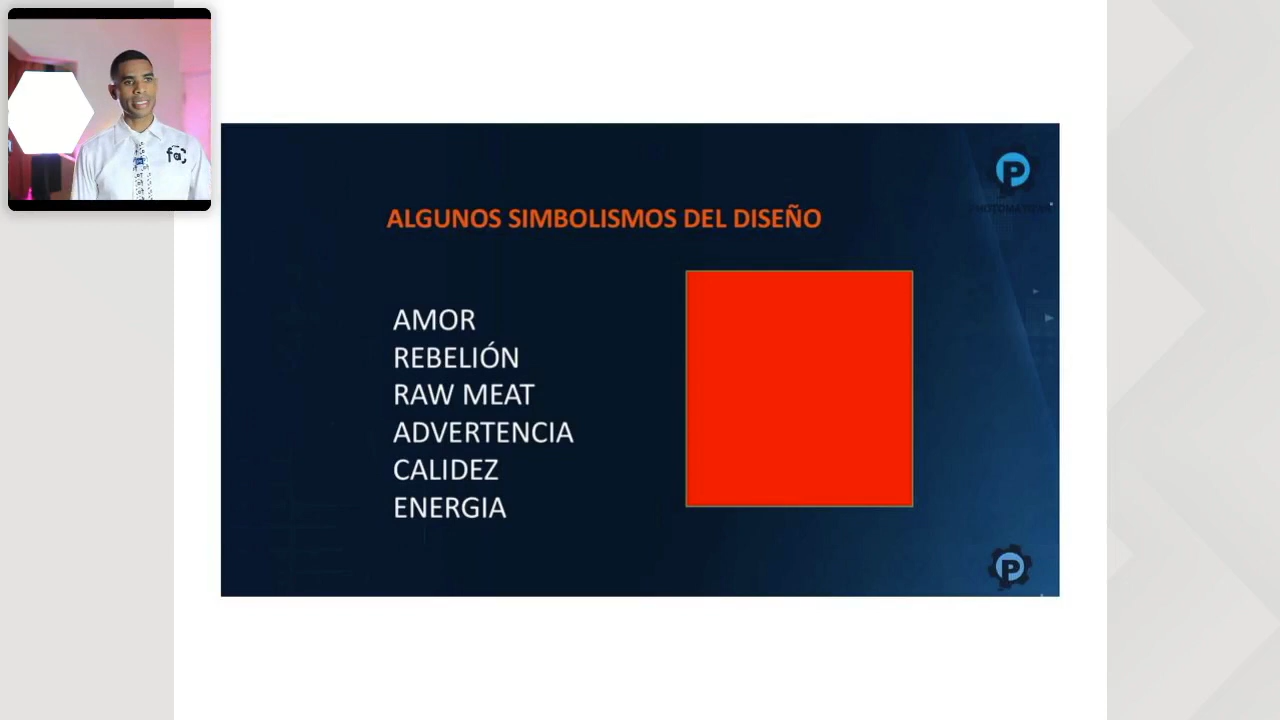 ALGUNOS SIMBOLISMOS DEL DISEÑO
AMOR
REBELIÓN
RAW MEAT
ADVERTENCIA
CALIDEZ
ENERGIA
P
P